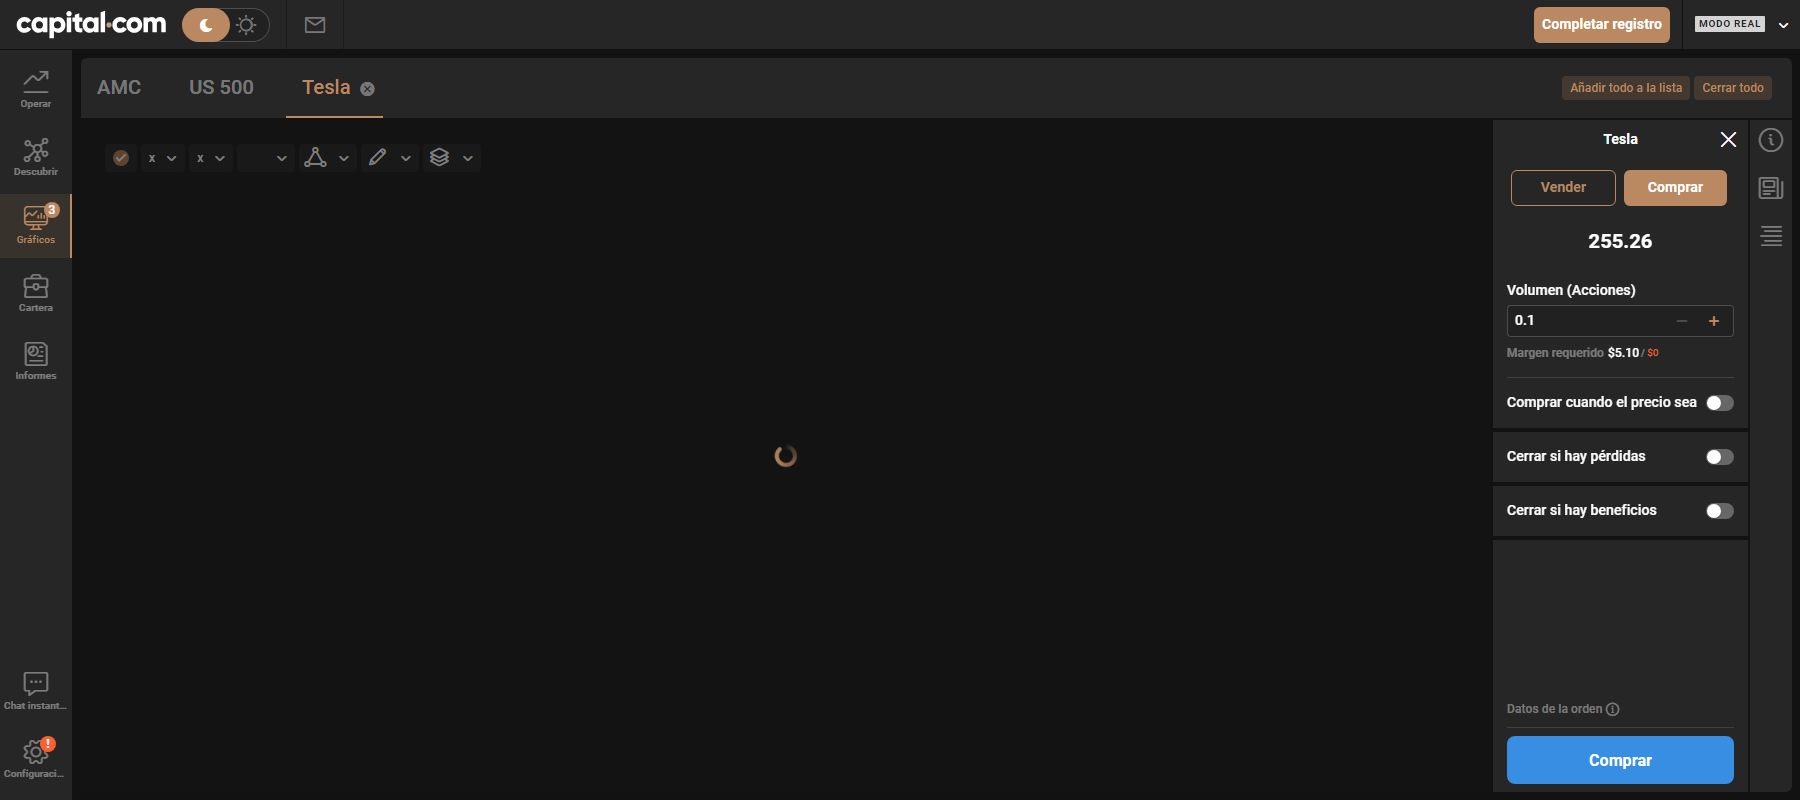 capital.com
Completar registro
MODO REAL
Operar
Descubrir
3
Gráficos
Cartera
Informes
Chat instant...
!
Configuraci...
AMC
US 500
Tesla
Añadir todo a la lista
Cerrar todo
x
x
Tesla
Vender
Comprar
255.26
Volumen (Acciones)
0.1
Margen requerido $5.10 / $0
Comprar cuando el precio sea
Cerrar si hay pérdidas
Cerrar si hay beneficios
Datos de la orden
Comprar